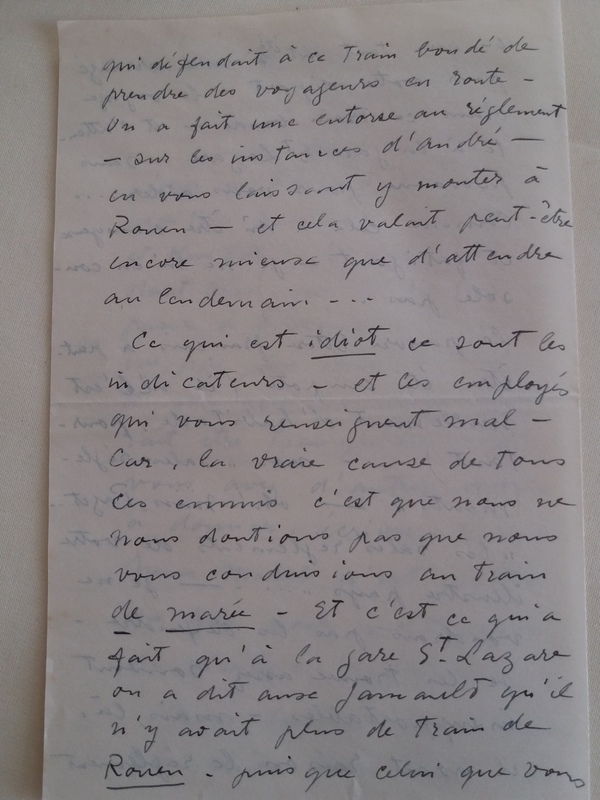 qui défendait à ce Train bondé de
prendre des voyageurs en route -
On a fait une entorse au réglement
- sur les instances d'andré -
en vous laissant y monter à
Rouen - et cela valait peut-être
encore mieux que d'attendre
au lendemain. - - -
Ce qui est idiot ce sont les
indicateurs - et les employés
qui vous renseignent mal -
Car, la vraie cause de tous
ces ennuis c'est que nous ne
nous doutions pas que nous
vous conduisions au train
de marée - Et c'est ce qui a
fait qu'à la gare St. Lazare
on a dit aux qu'il
n'y avait plus de train de
Rouen - puis que celui que vous